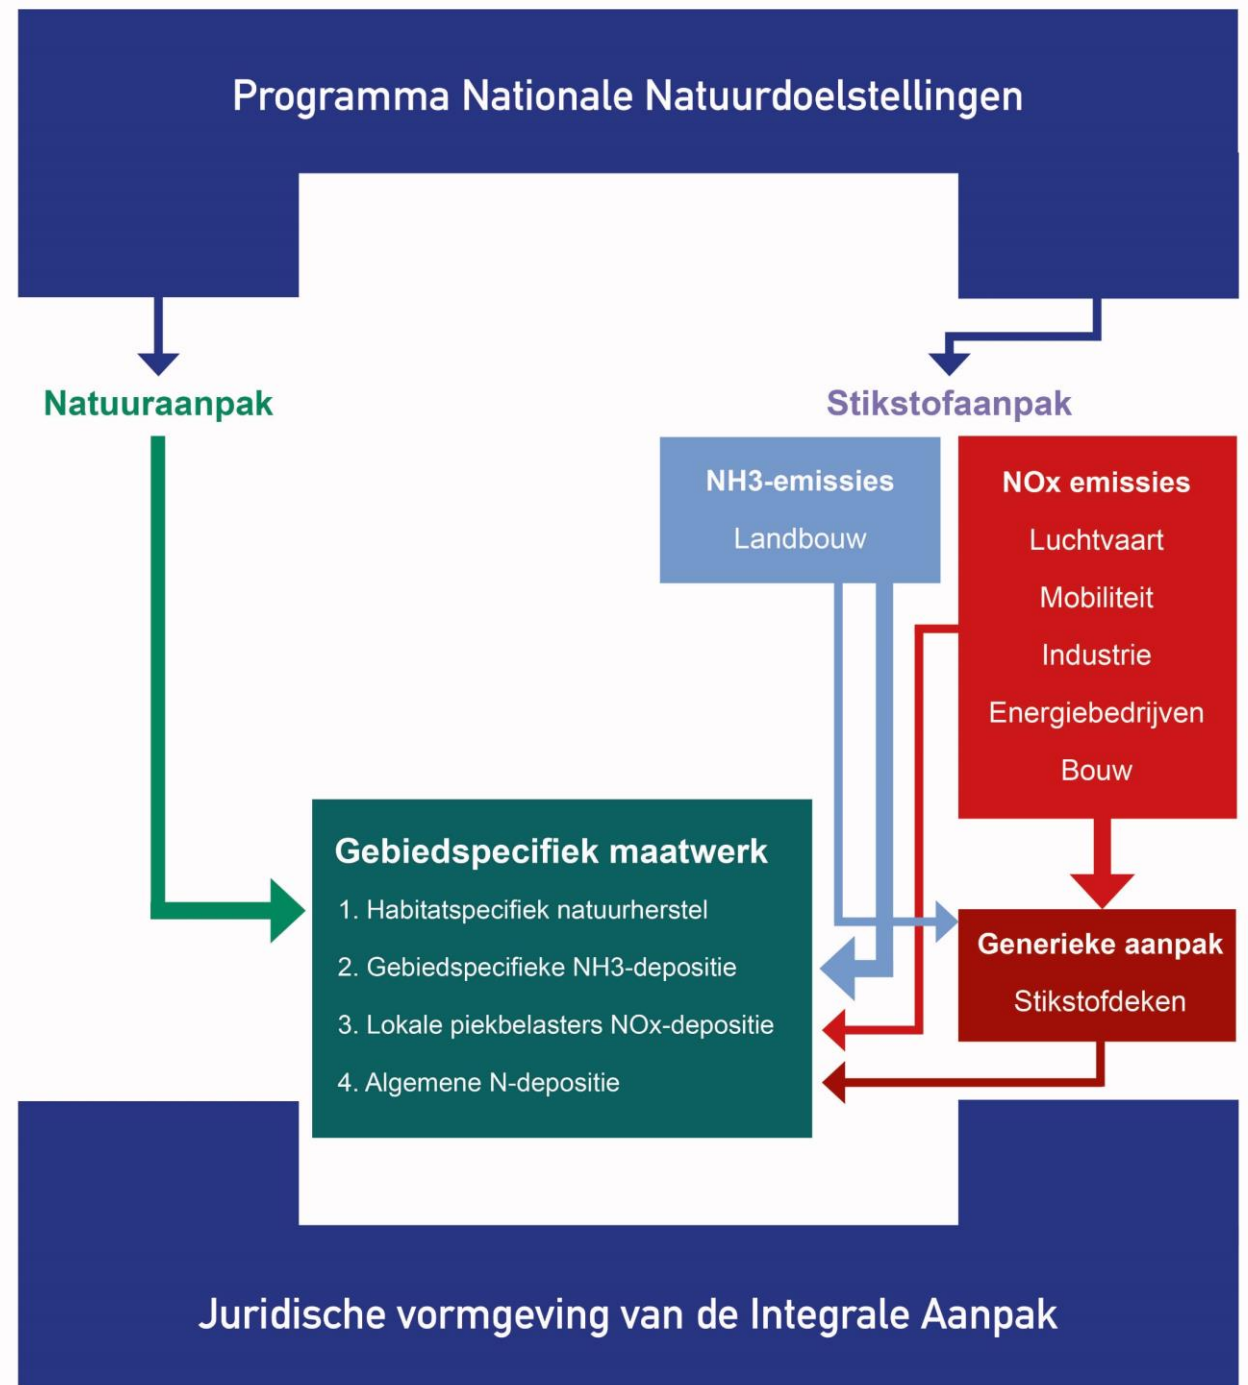 Programma Nationale Natuurdoelstellingen
Natuuraanpak
Stikstofaanpak
NH3-emissies
Landbouw
NOx emissies
Luchtvaart
Mobiliteit
Industrie
Energiebedrijven
Bouw
Gebiedspecifiek maatwerk
1. Habitatspecifiek natuurherstel
2. Gebiedspecifieke NH3-depositie
3. Lokale piekbelasters NOx-depositie
4. Algemene N-depositie
Generieke aanpak
Stikstofdeken
Juridische vormgeving van de Integrale Aanpak